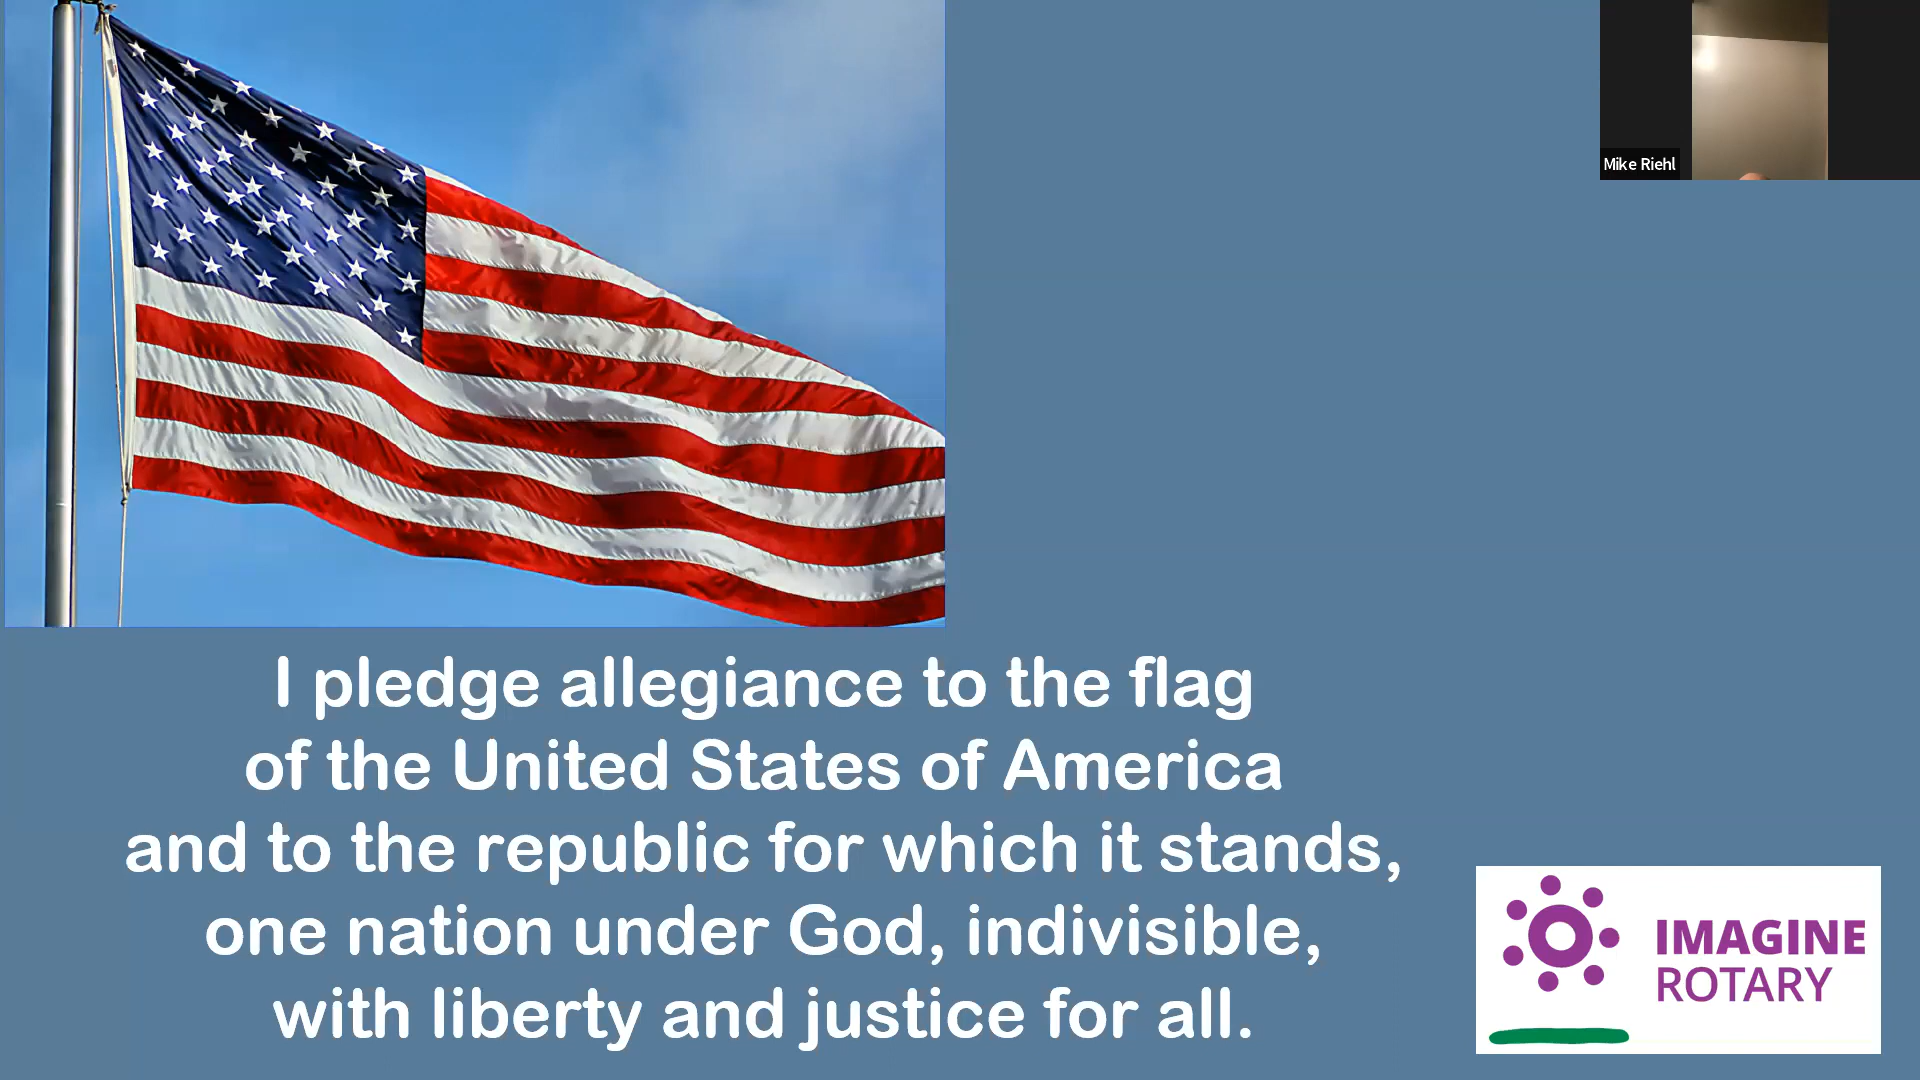 Mike Riehl
I pledge allegiance to the flag
of the United States of America
and to the republic for which it stands,
one nation under God, indivisible,
with liberty and justice for all.
IMAGINE
ROTARY